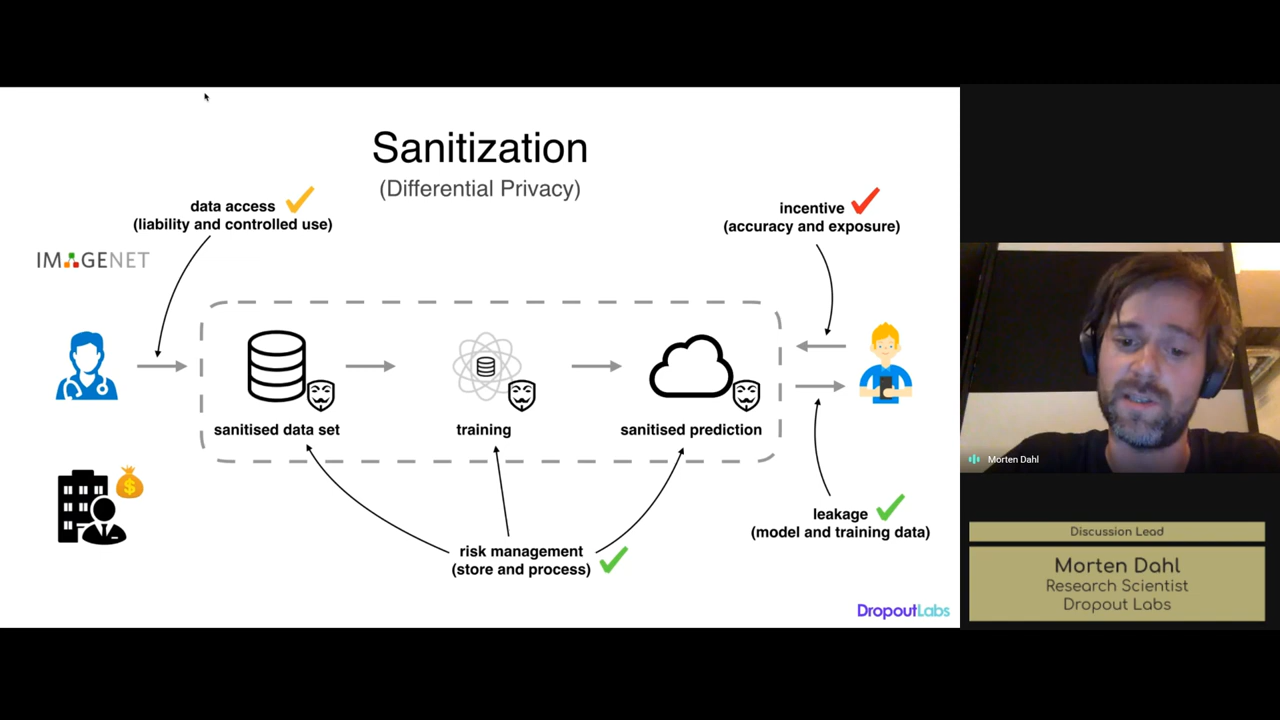 Sanitization
(Differential Privacy)
data access
(liability and controlled use)
incentive
(accuracy and exposure)
IMAGENET
sanitised data set
training
sanitised prediction
risk management
(store and process)
leakage
(model and training data)
$
DropoutLabs
Morten Dahl
Discussion Lead
Morten Dahl
Research Scientist
Dropout Labs